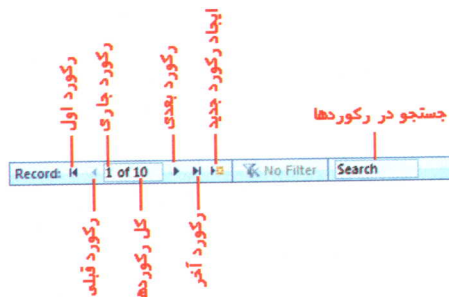 رکورد اول
رکورد جاری
رکورد بعدی
ایجاد رکورد جدید
جستجو در رکوردها
Record: 1 of 10 No Filter Search
رکورد قبلی
کل رکوردها
رکورد آخر